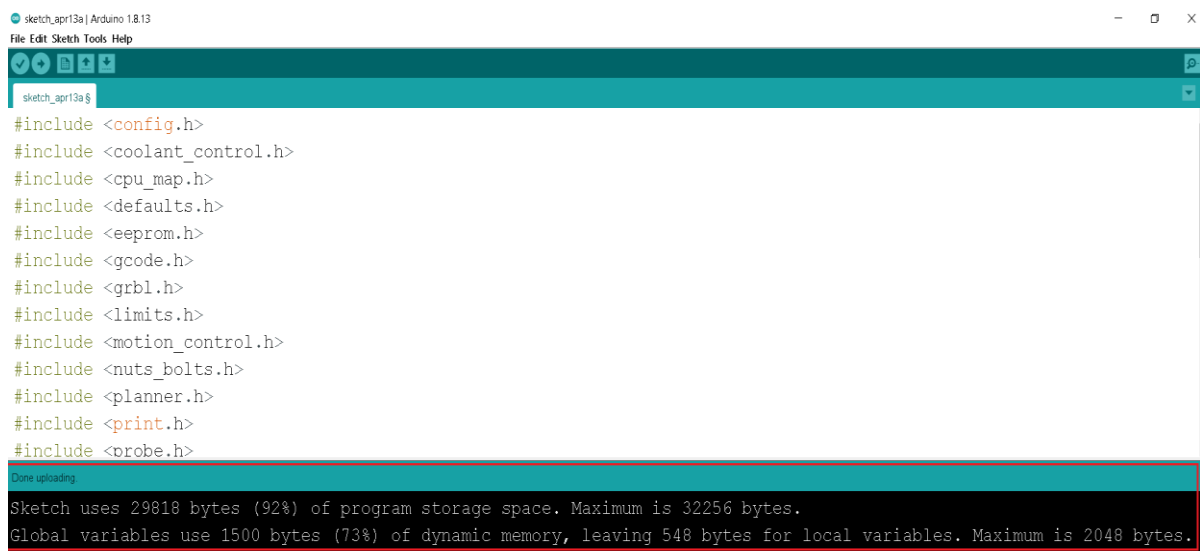 sketch_apr13a | Arduino 1.8.13
File Edit Sketch Tools Help
sketch_apr13a §
#include <config.h>
#include <coolant_control.h>
#include <cpu_map.h>
#include <defaults.h>
#include <eeprom.h>
#include <gcode.h>
#include <grbl.h>
#include <limits.h>
#include <motion_control.h>
#include <nuts_bolts.h>
#include <planner.h>
#include <print.h>
#include <probe.h>
Done uploading.
Sketch uses 29818 bytes (92%) of program storage space. Maximum is 32256 bytes.
Global variables use 1500 bytes (73%) of dynamic memory, leaving 548 bytes for local variables. Maximum is 2048 bytes.